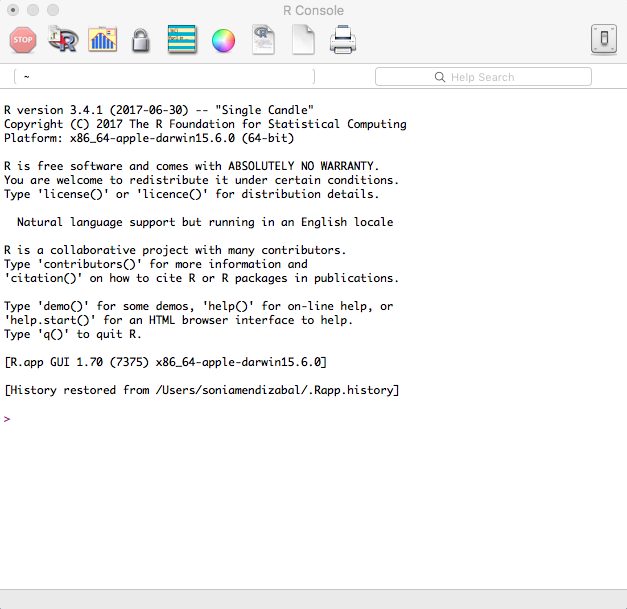 R Console
STOP
R
~
Help Search
R version 3.4.1 (2017-06-30) -- "Single Candle"
Copyright (C) 2017 The R Foundation for Statistical Computing
Platform: x86_64-apple-darwin15.6.0 (64-bit)
R is free software and comes with ABSOLUTELY NO WARRANTY.
You are welcome to redistribute it under certain conditions.
Type 'license()' or 'licence()' for distribution details.
Natural language support but running in an English locale
R is a collaborative project with many contributors.
Type 'contributors()' for more information and
'citation()' on how to cite R or R packages in publications.
Type 'demo()' for some demos, 'help()' for on-line help, or
'help.start()' for an HTML browser interface to help.
Type 'q()' to quit R.
[R.app GUI 1.70 (7375) x86_64-apple-darwin15.6.0]
[History restored from /Users/soniamendizabal/.Rapp.history]
>